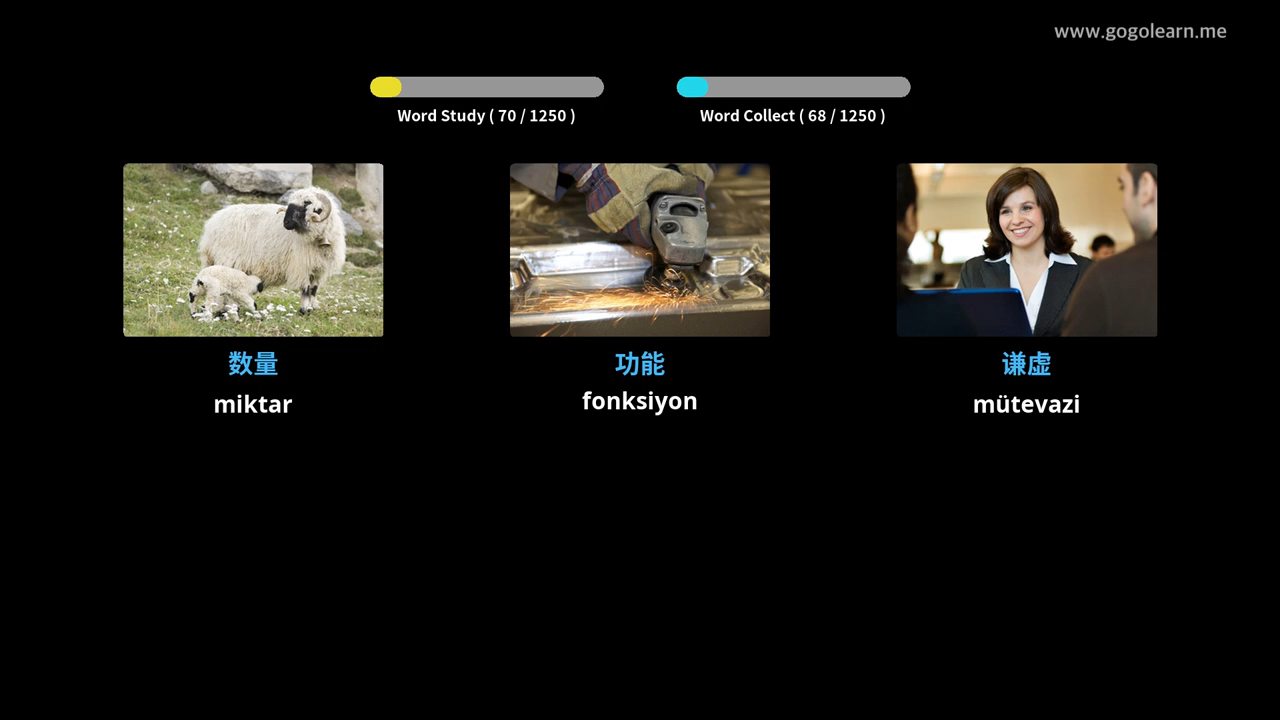 www.gogolearn.me
Word Study ( 70 / 1250 )
Word Collect ( 68 / 1250 )
数量
miktar
功能
fonksiyon
谦虚
mütevazi